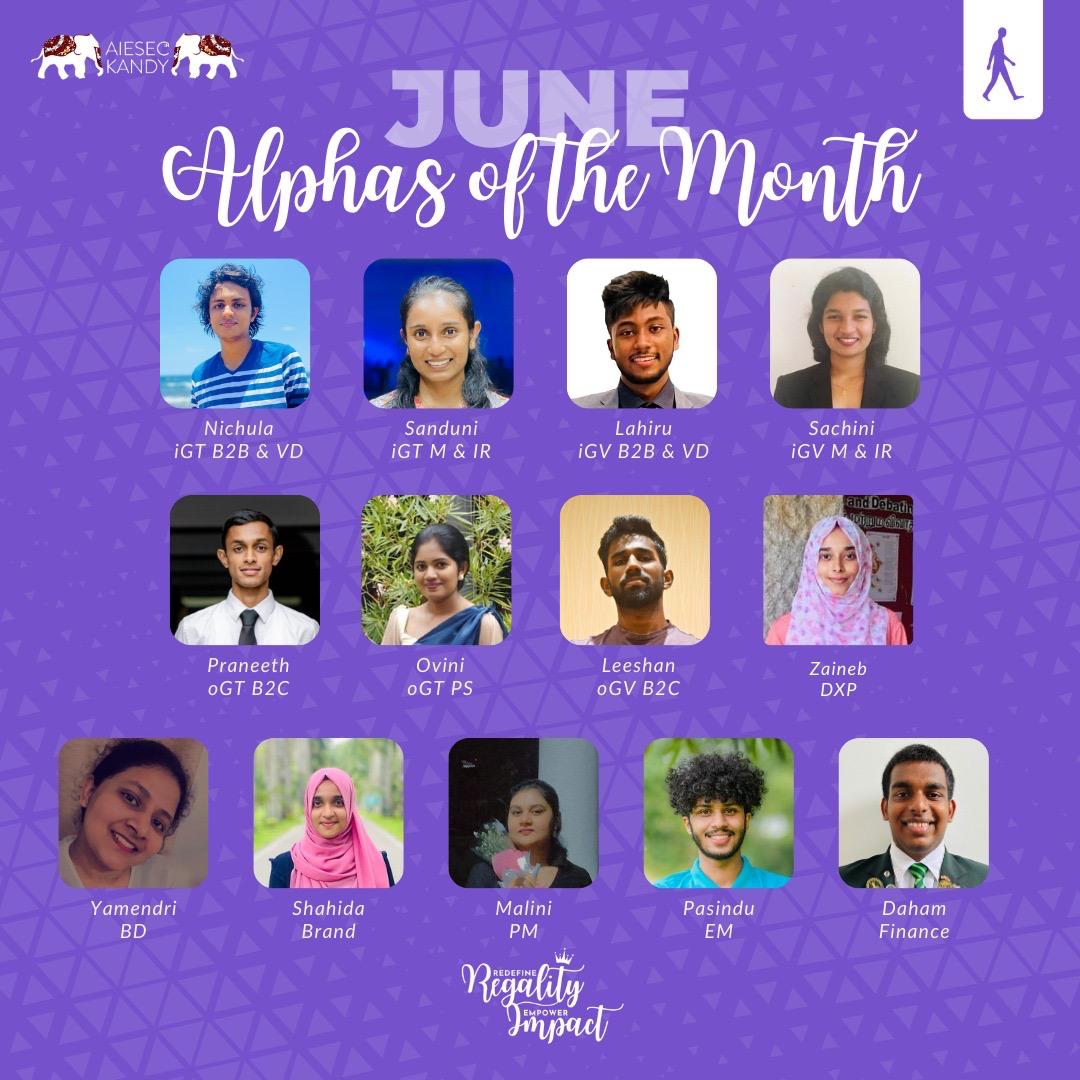 AIESEC
KANDY
JUNE
Alphas of the Month
Nichula
iGT B2B & VD
Sanduni
iGT M & IR
Lahiru
iGV B2B & VD
Sachini
iGV M & IR
and Debatin
Praneeth
oGT B2C
Ovini
oGT PS
Leeshan
oGV B2C
Zaineb
DXP
Yamendri
BD
Shahida
Brand
Malini
PM
Pasindu
EM
Daham
Finance
REDEFINE
Regality
EMPOWER
Impact